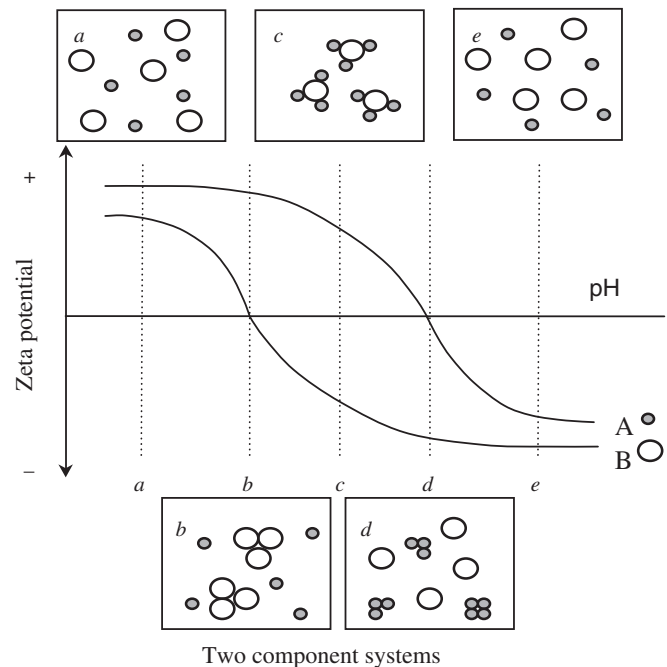 a
c
e
+
Zeta potential
pH
A
B
–
a b c d e
b
d
Two component systems